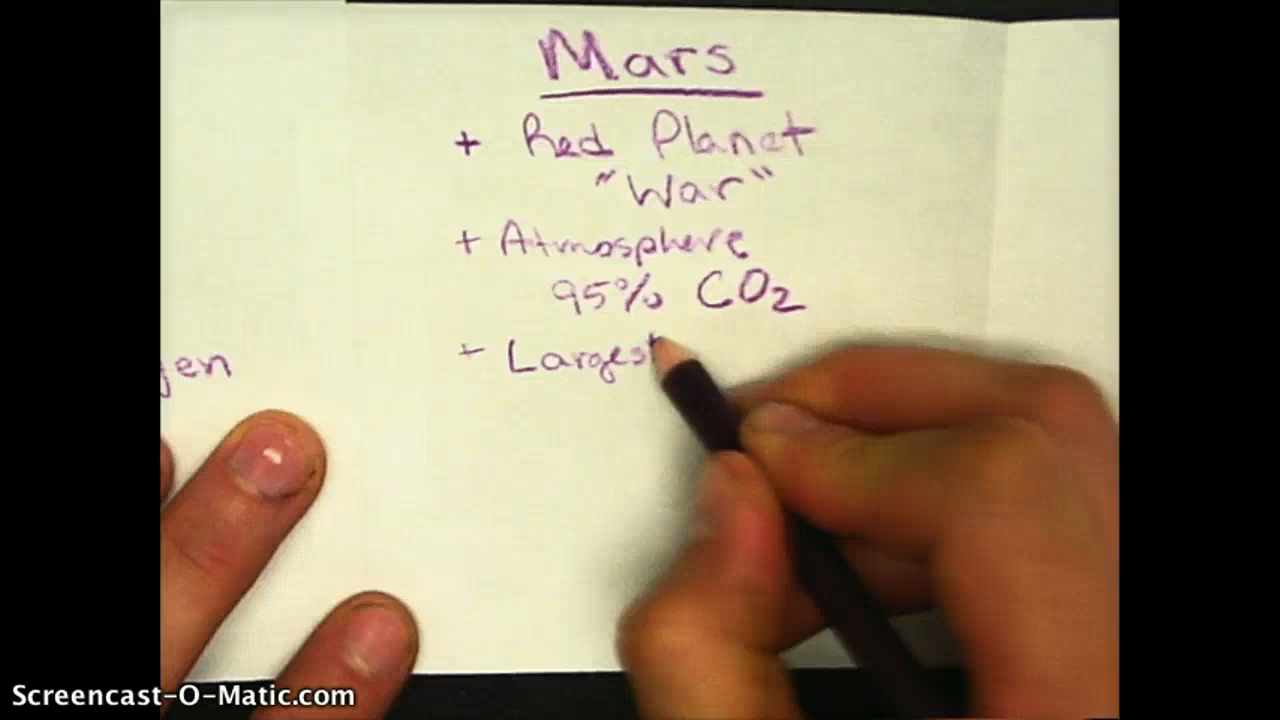 Mars
+ Red Planet
"War"
+ Atmosphere
95% CO2
+ Largest
gen
Screencast-O-Matic.com